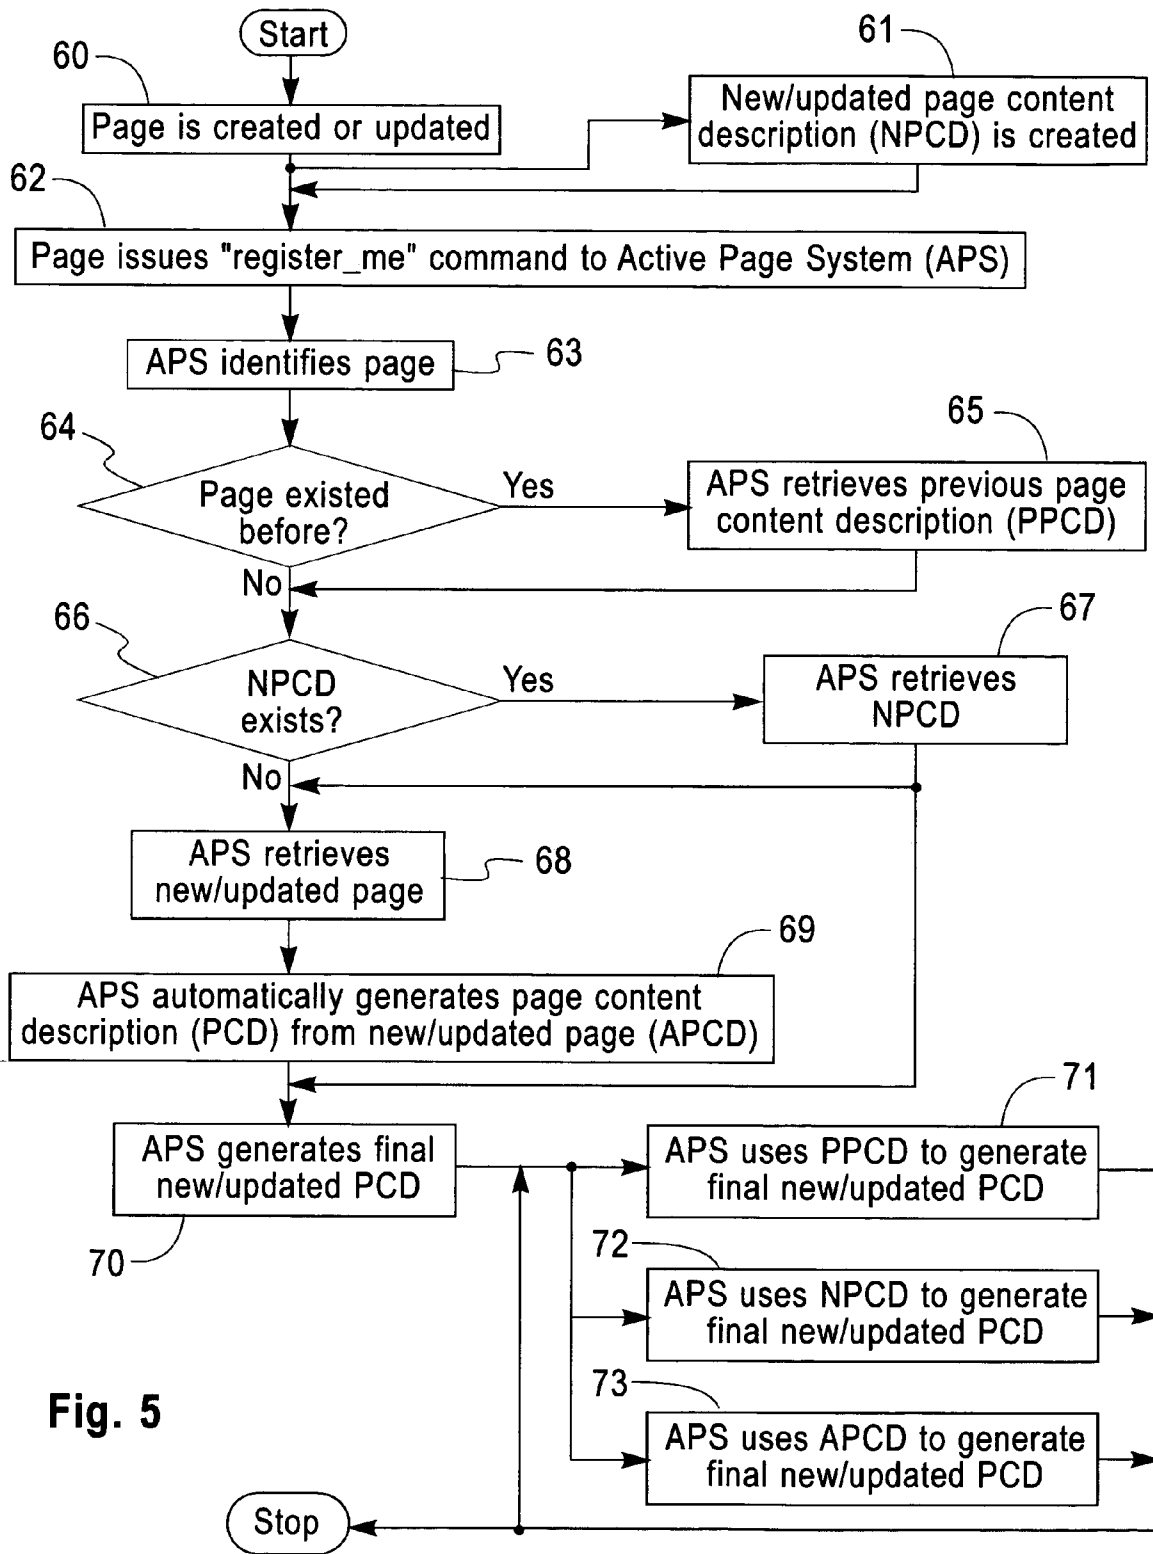 Start
60
61
Page is created or updated
New/updated page content
description (NPCD) is created
62
Page issues "register_me" command to Active Page System (APS)
APS identifies page
63
64
65
Page existed
before?
Yes
APS retrieves previous page
content description (PPCD)
No
66
67
NPCD
exists?
Yes
APS retrieves
NPCD
No
APS retrieves
new/updated page
68
69
APS automatically generates page content
description (PCD) from new/updated page (APCD)
71
APS generates final
new/updated PCD
APS uses PPCD to generate
final new/updated PCD
70
72
APS uses NPCD to generate
final new/updated PCD
73
Fig. 5
APS uses APCD to generate
final new/updated PCD
Stop